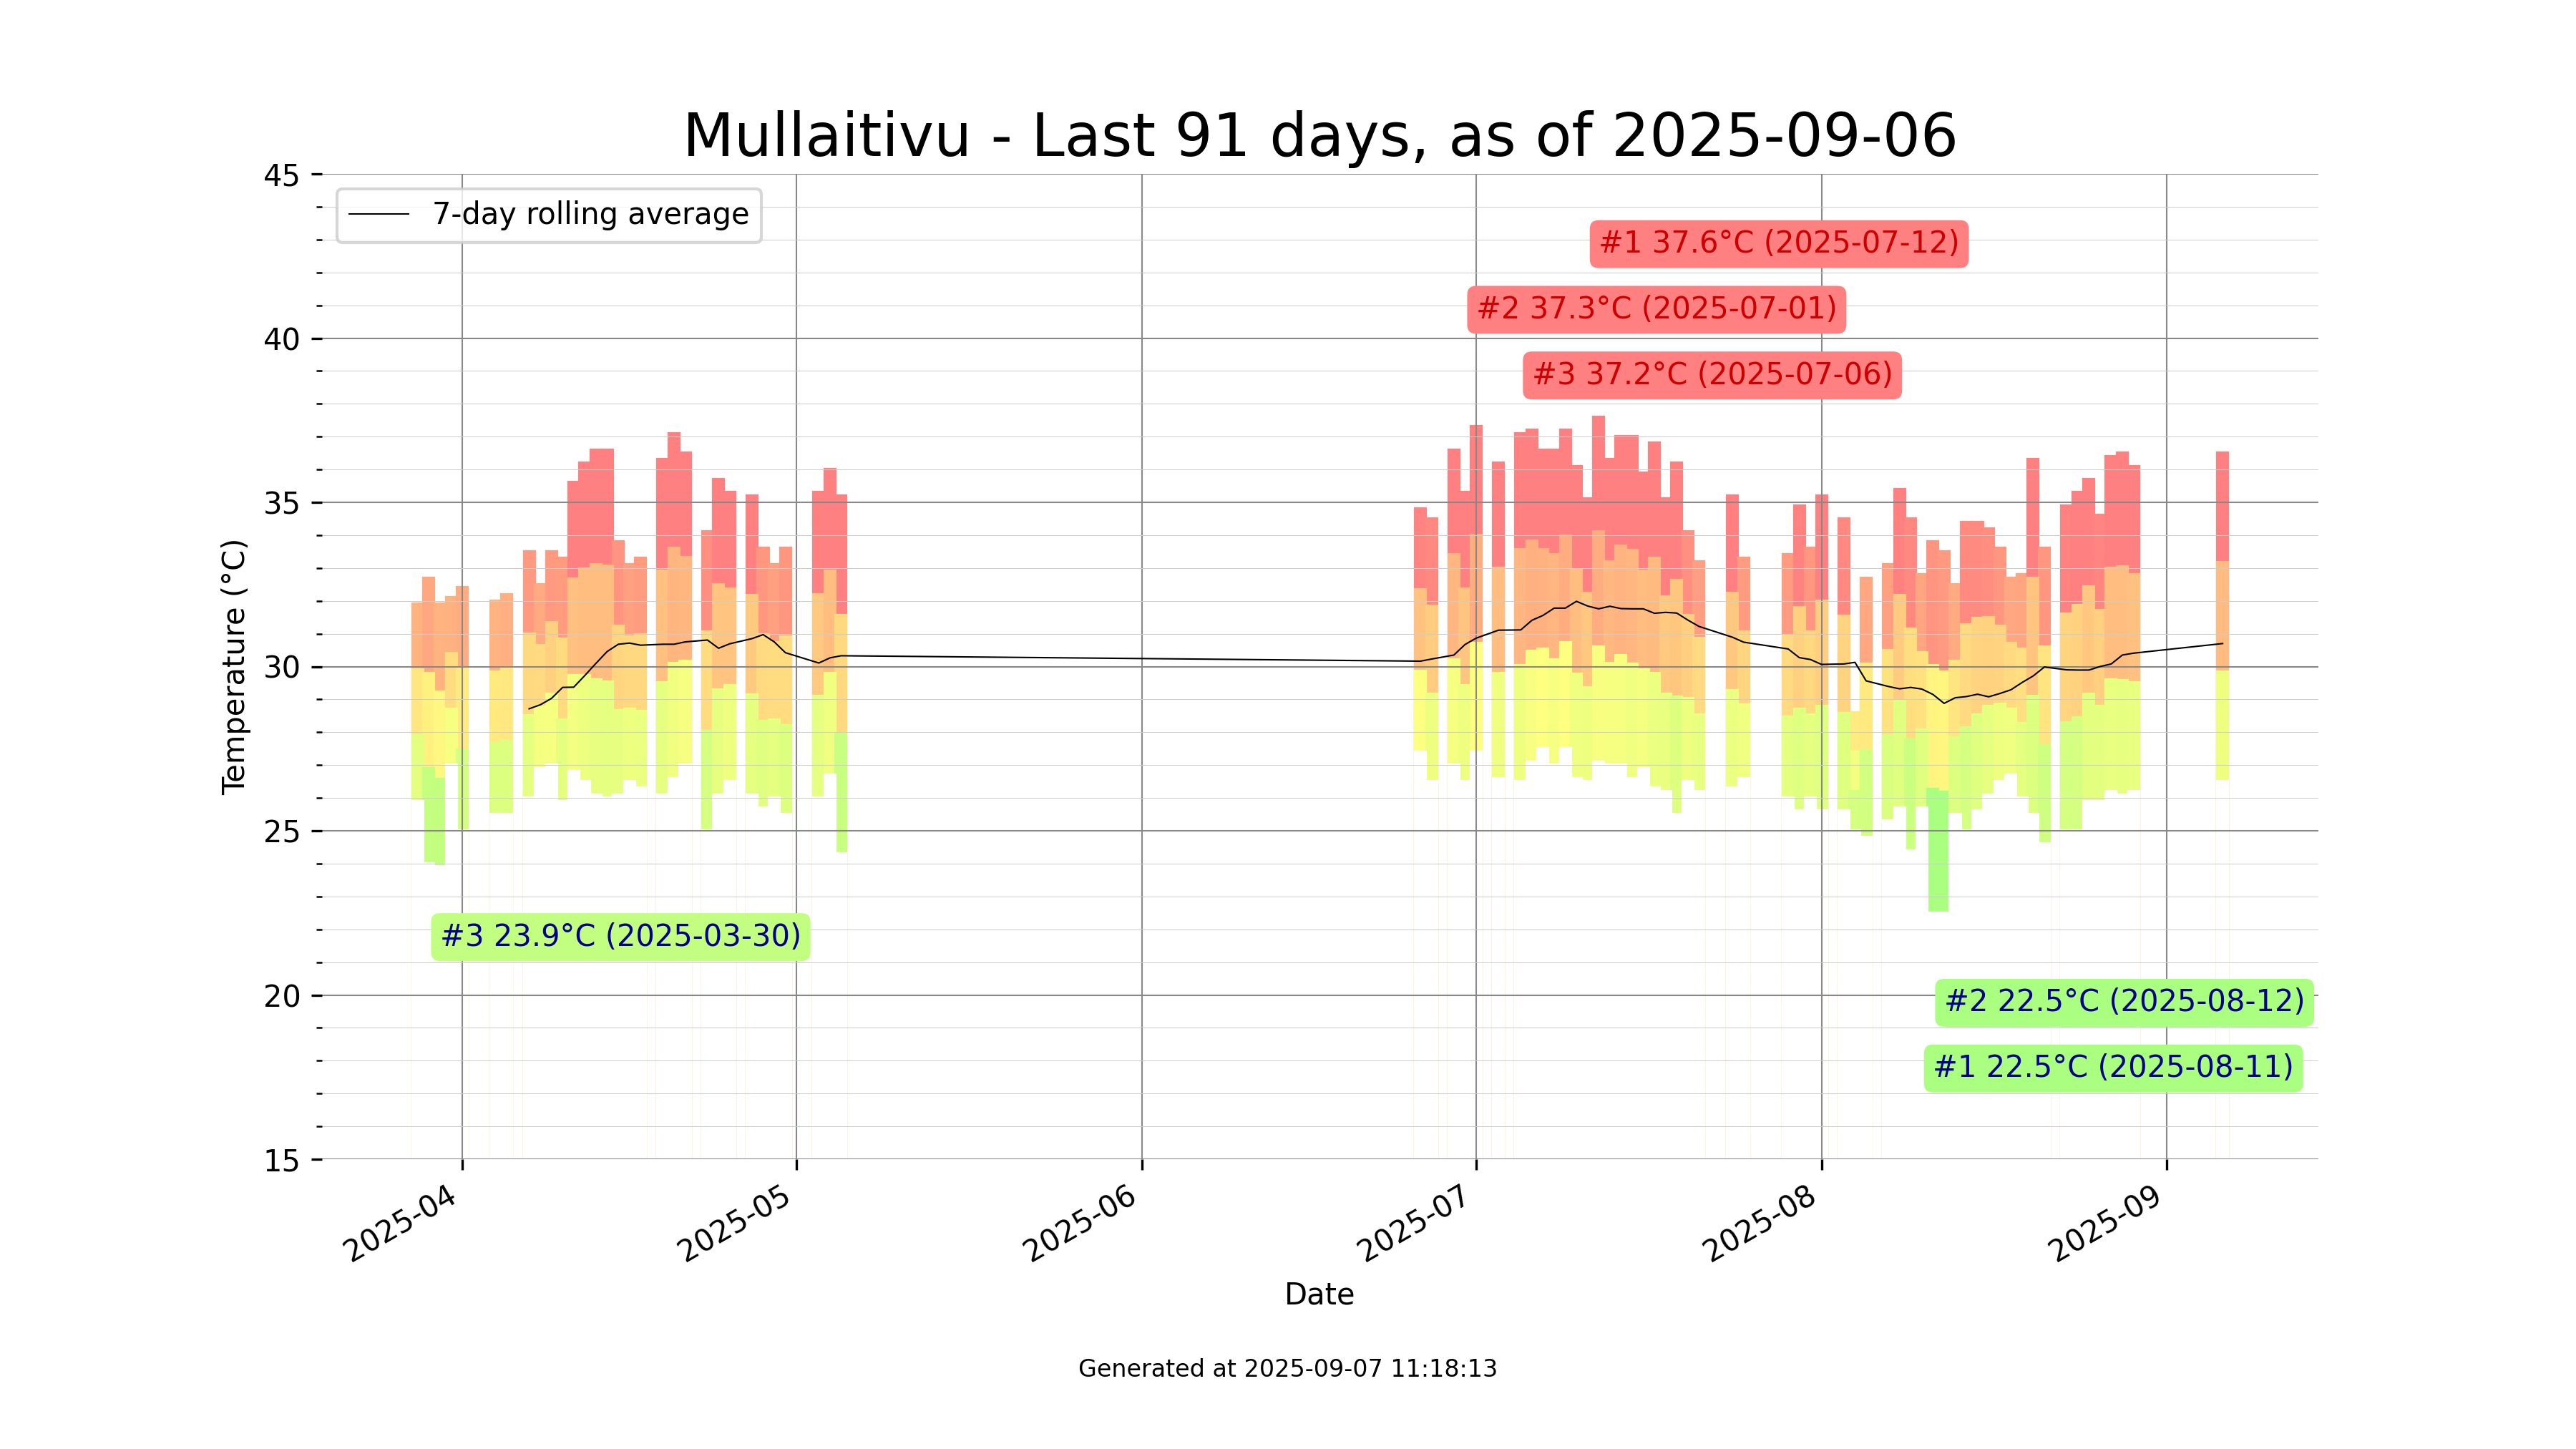 Mullaitivu - Last 91 days, as of 2025-09-06
7-day rolling average
#1 37.6°C (2025-07-12)
#2 37.3°C (2025-07-01)
#3 37.2°C (2025-07-06)
#3 23.9°C (2025-03-30)
#2 22.5°C (2025-08-12)
#1 22.5°C (2025-08-11)
Temperature (°C)
45
40
35
30
25
20
15
2025-04
2025-05
2025-06
2025-07
2025-08
2025-09
Date
Generated at 2025-09-07 11:18:13